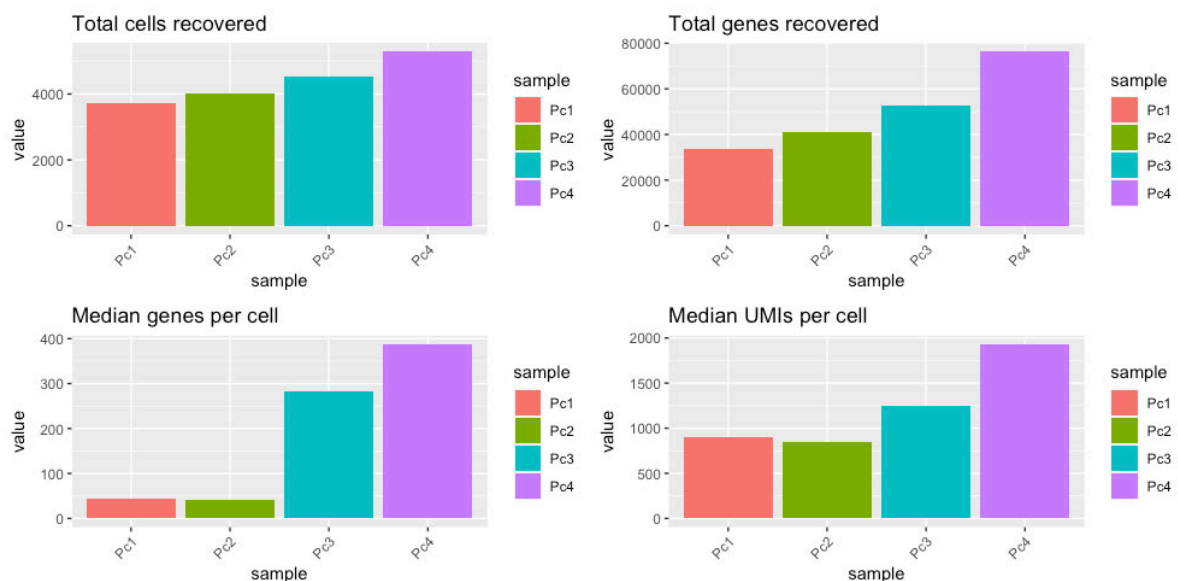 Total cells recovered
value
4000
2000
0
Pc1
Pc2
Pc3
Pc4
sample
sample
Pc1
Pc2
Pc3
Pc4
Total genes recovered
value
80000
60000
40000
20000
0
Pc1
Pc2
Pc3
Pc4
sample
sample
Pc1
Pc2
Pc3
Pc4
Median genes per cell
value
400
300
200
100
0
Pc1
Pc2
Pc3
Pc4
sample
sample
Pc1
Pc2
Pc3
Pc4
Median UMIs per cell
value
2000
1500
1000
500
0
Pc1
Pc2
Pc3
Pc4
sample
sample
Pc1
Pc2
Pc3
Pc4